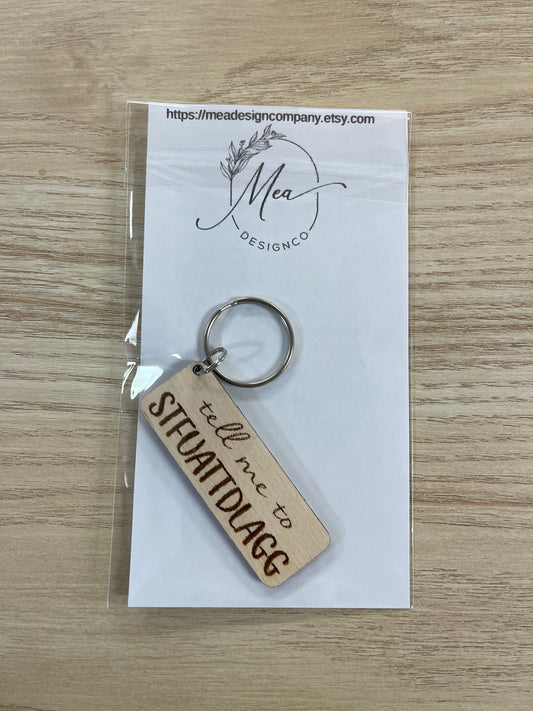 https://meadesigncompany.etsy.com
Mea
DESIGNCO
tell me to
STFUATTDLAGG